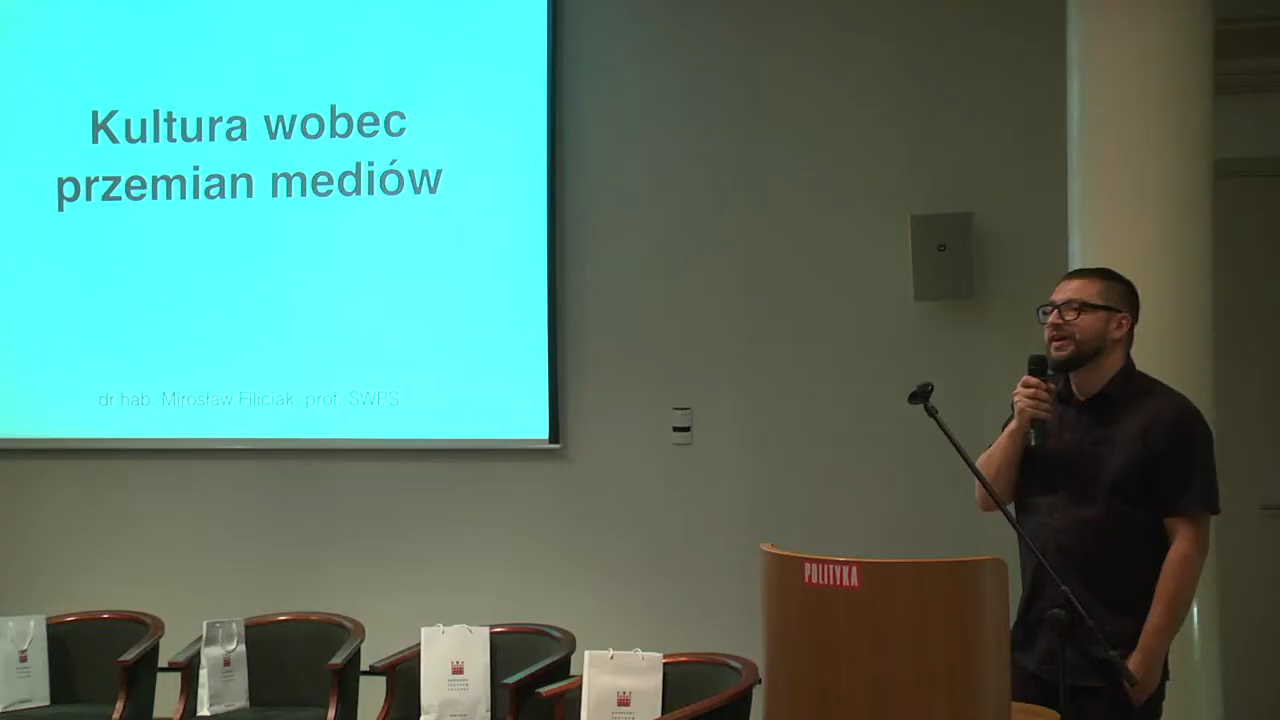 Kultura wobec
przemian mediów
dr hab. Mirosław Filiciak, prof. SWPS
POLITYKA